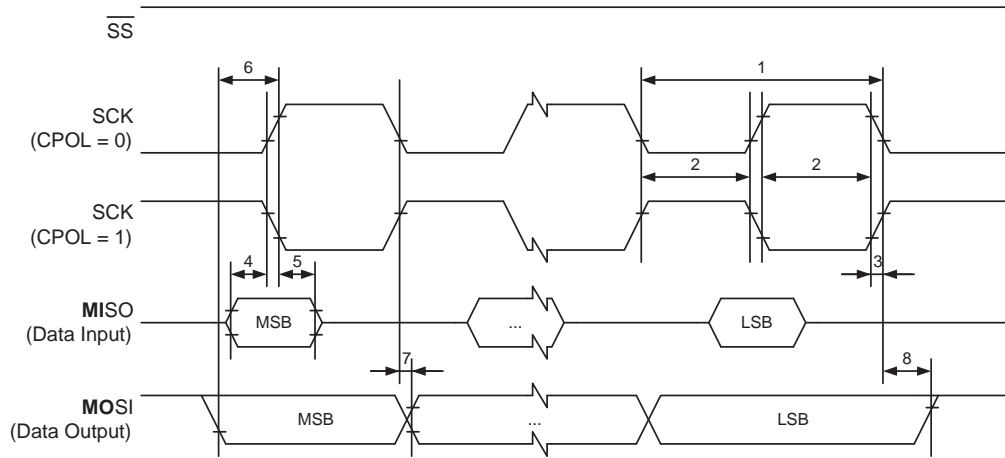 SS
6
1
SCK
(CPOL = 0)
2
2
SCK
(CPOL = 1)
4
5
3
MISO
(Data Input)
MSB
...
LSB
7
8
MOSI
(Data Output)
MSB
...
LSB